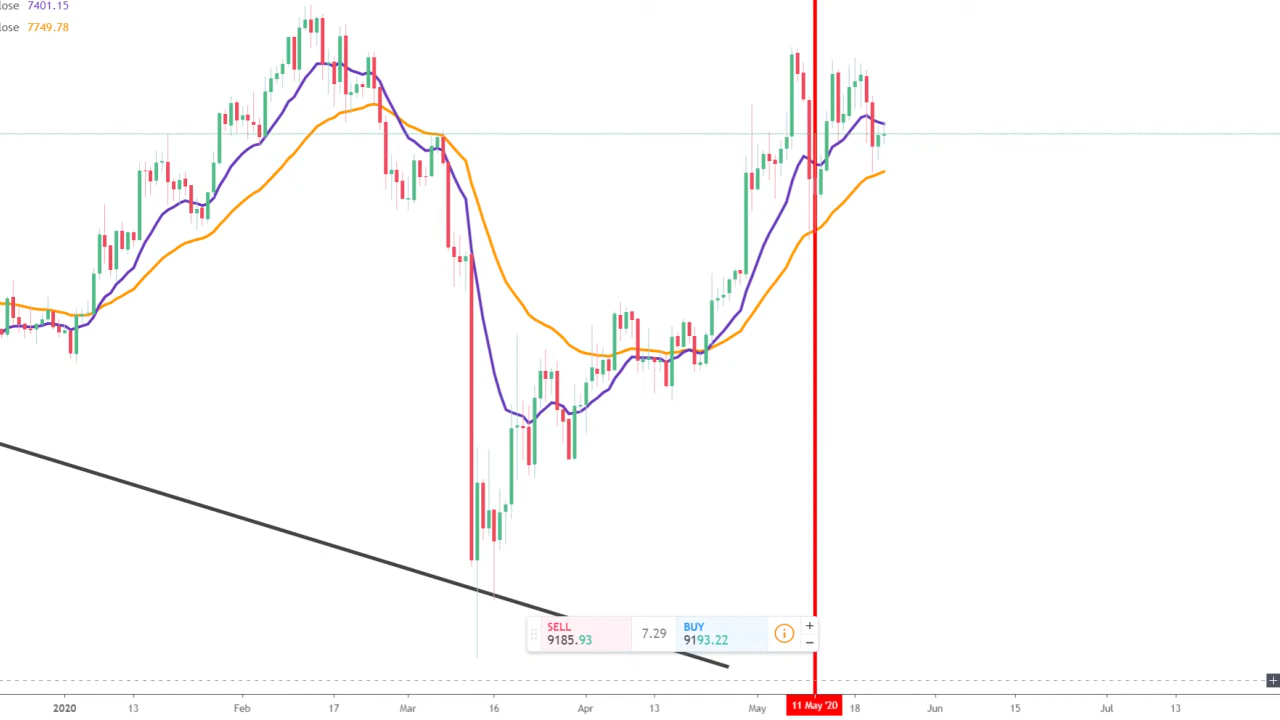 lose 7401.15
lose 7749.78
SELL
9185.93
7.29
BUY
9193.22
2020 13 Feb 17 Mar 16 Apr 13 May 11 May '20 18 Jun 15 Jul 13